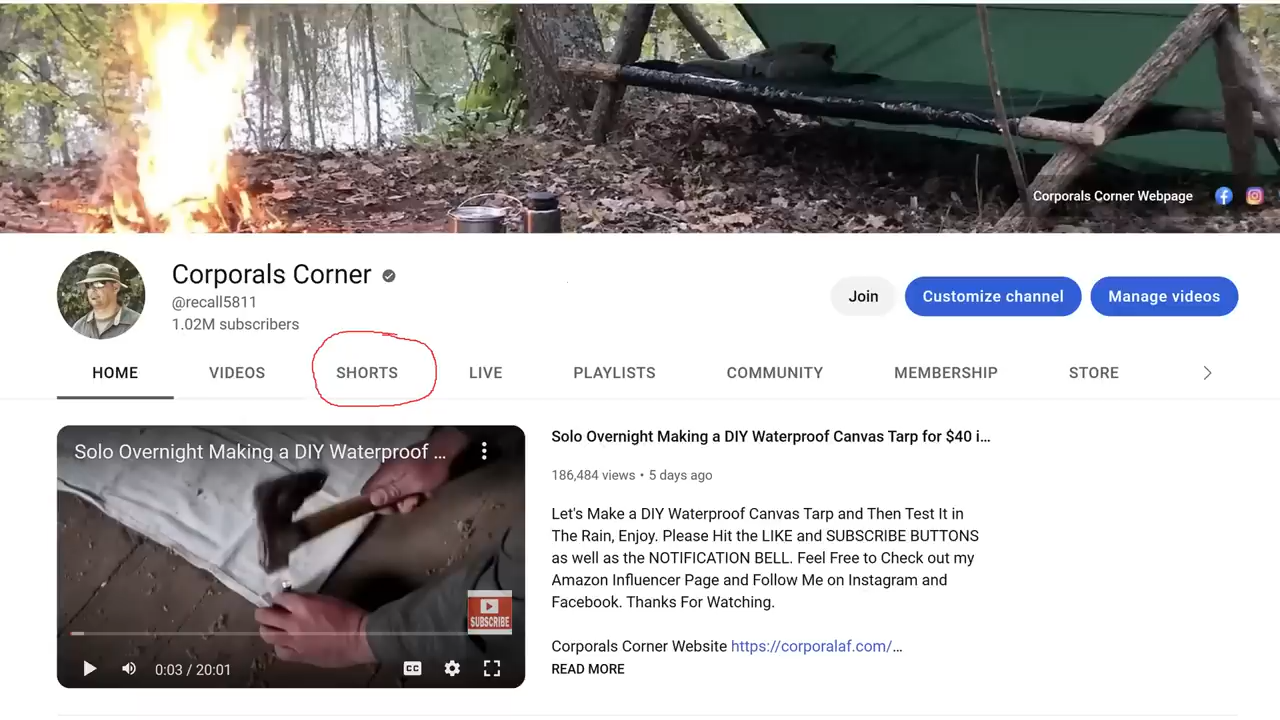 Corporals Corner Webpage
Corporals Corner
@recall5811
1.02M subscribers
Join
Customize channel
Manage videos
HOME
VIDEOS
SHORTS
LIVE
PLAYLISTS
COMMUNITY
MEMBERSHIP
STORE
Solo Overnight Making a DIY Waterproof ...
SUBSCRIBE
CC
0:03 / 20:01
Solo Overnight Making a DIY Waterproof Canvas Tarp for $40 i...
186,484 views • 5 days ago
Let's Make a DIY Waterproof Canvas Tarp and Then Test It in
The Rain, Enjoy. Please Hit the LIKE and SUBSCRIBE BUTTONS
as well as the NOTIFICATION BELL. Feel Free to Check out my
Amazon Influencer Page and Follow Me on Instagram and
Facebook. Thanks For Watching.
Corporals Corner Website https://corporalaf.com/...
READ MORE